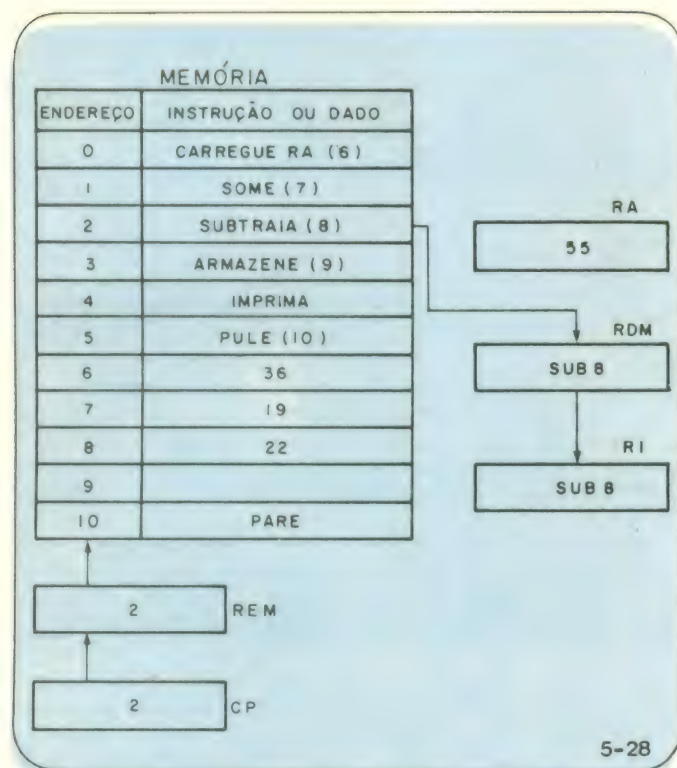 MEMÓRIA
ENDEREÇO INSTRUÇÃO OU DADO
0 CARREGUE RA (6)
1 SOME (7)
2 SUBTRAIA (8)
3 ARMAZENE (9)
4 IMPRIMA
5 PULE (10)
6 36
7 19
8 22
9
10 PARE
RA
55
RDM
SUB 8
RI
SUB 8
2 REM
2 CP
5-28